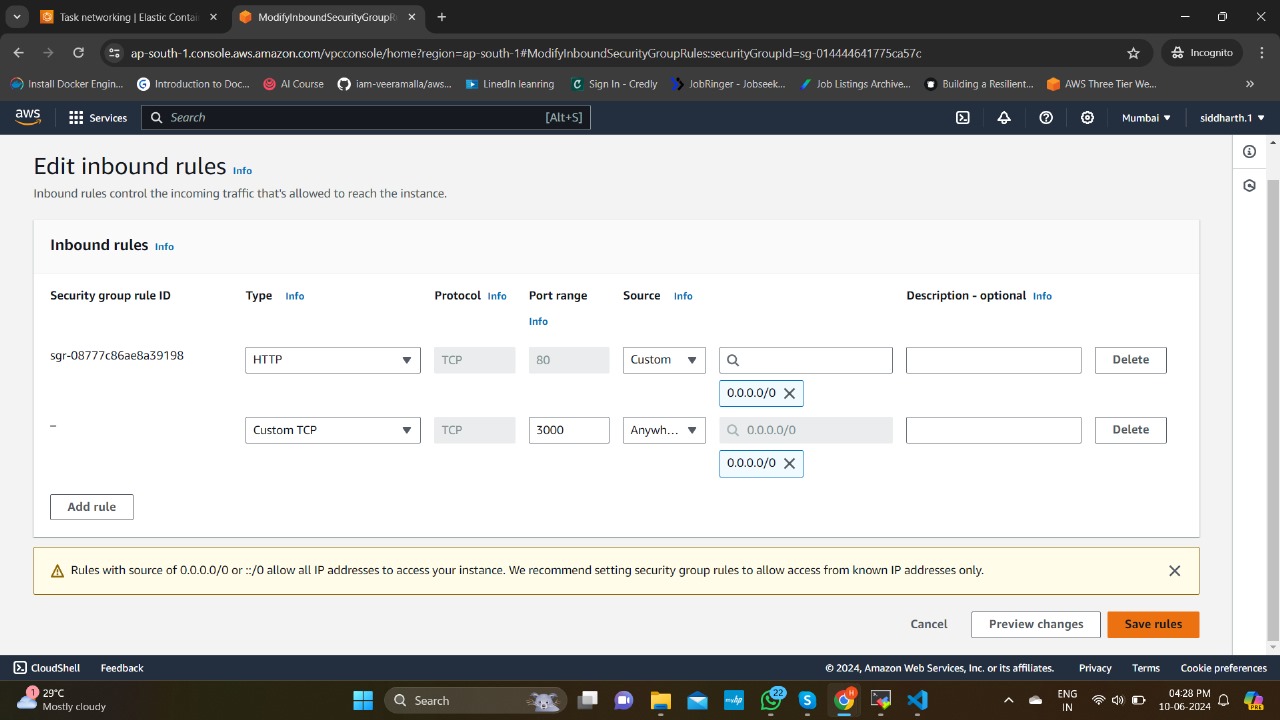 Task networking | Elastic Contai
ModifyInboundSecurityGroupR
ap-south-1.console.aws.amazon.com/vpcconsole/home?region=ap-south-1#ModifyInboundSecurityGroupRules:securityGroupId=sg-014444641775ca57c
Incognito
Install Docker Engin...
Introduction to Doc...
AI Course
iam-veeramalla/aws...
LinedIn leanring
Sign In - Credly
JobRinger - Jobseek...
Job Listings Archive...
Building a Resilient...
AWS Three Tier We...
aws
Services
Search
[Alt+S]
Mumbai
siddharth.1
Edit inbound rules Info
Inbound rules control the incoming traffic that's allowed to reach the instance.
Inbound rules Info
Security group rule ID
Type Info
Protocol Info
Port range
Info
Source Info
Description - optional Info
sgr-08777c86ae8a39198
HTTP
TCP
80
Custom
Delete
0.0.0.0/0
–
Custom TCP
TCP
3000
Anywh...
0.0.0.0/0
Delete
0.0.0.0/0
Add rule
Rules with source of 0.0.0.0/0 or ::/0 allow all IP addresses to access your instance. We recommend setting security group rules to allow access from known IP addresses only.
Cancel
Preview changes
Save rules
CloudShell
Feedback
© 2024, Amazon Web Services, Inc. or its affiliates.
Privacy
Terms
Cookie preferences
1
29°C
Mostly cloudy
Search
22
H
ENG
IN
04:28 PM
10-06-2024
PRE